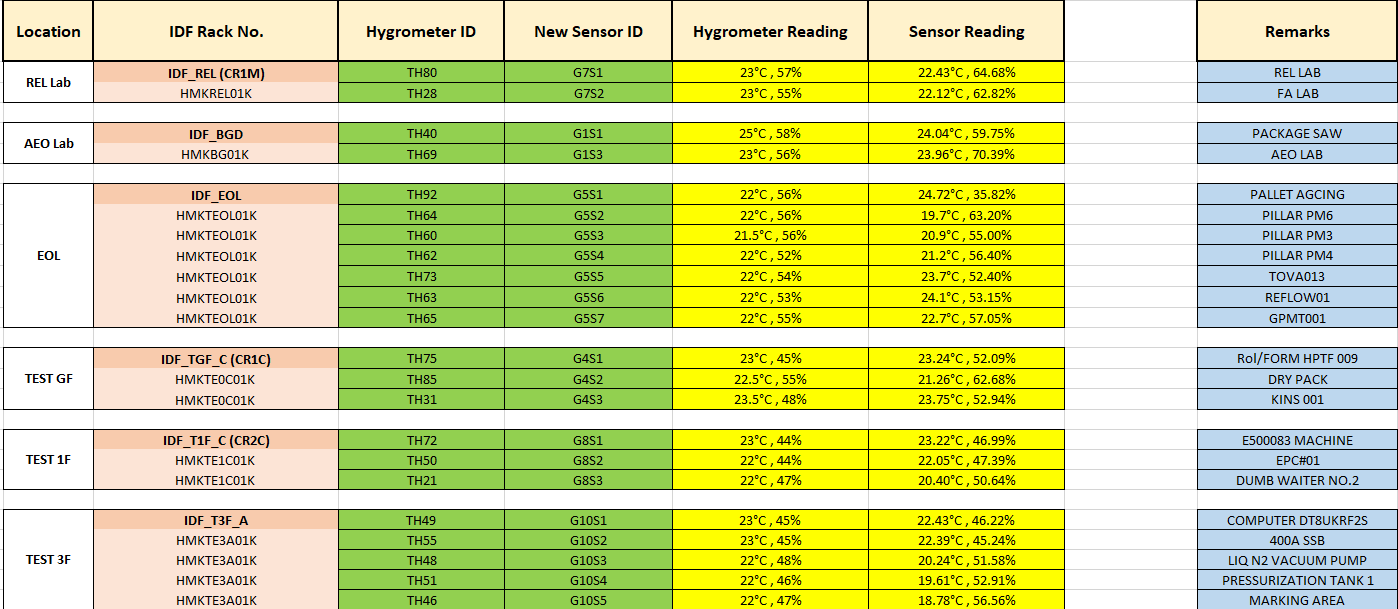 Location IDF Rack No. Hygrometer ID New Sensor ID Hygrometer Reading Sensor Reading Remarks
REL Lab IDF_REL (CR1M) TH80 G7S1 23°C , 57% 22.43°C , 64.68% REL LAB
HMKREL01K TH28 G7S2 23°C , 55% 22.12°C , 62.82% FA LAB
AEO Lab IDF_BGD TH40 G1S1 25°C , 58% 24.04°C , 59.75% PACKAGE SAW
HMKBG01K TH69 G1S3 23°C , 56% 23.96°C , 70.39% AEO LAB
EOL IDF_EOL TH92 G5S1 22°C , 56% 24.72°C , 35.82% PALLET AGCING
HMKTEOL01K TH64 G5S2 22°C , 56% 19.7°C , 63.20% PILLAR PM6
HMKTEOL01K TH60 G5S3 21.5°C , 56% 20.9°C , 55.00% PILLAR PM3
HMKTEOL01K TH62 G5S4 22°C , 52% 21.2°C , 56.40% PILLAR PM4
HMKTEOL01K TH73 G5S5 22°C , 54% 23.7°C , 52.40% TOVA013
HMKTEOL01K TH63 G5S6 22°C , 53% 24.1°C , 53.15% REFLOW01
HMKTEOL01K TH65 G5S7 22°C , 55% 22.7°C , 57.05% GPMT001
TEST GF IDF_TGF_C (CR1C) TH75 G4S1 23°C , 45% 23.24°C , 52.09% Rol/FORM HPTF 009
HMKTE0C01K TH85 G4S2 22.5°C , 55% 21.26°C , 62.68% DRY PACK
HMKTE0C01K TH31 G4S3 23.5°C , 48% 23.75°C , 52.94% KINS 001
TEST 1F IDF_T1F_C (CR2C) TH72 G8S1 23°C , 44% 23.22°C , 46.99% E500083 MACHINE
HMKTE1C01K TH50 G8S2 22°C , 44% 22.05°C , 47.39% EPC#01
HMKTE1C01K TH21 G8S3 22°C , 47% 20.40°C , 50.64% DUMB WAITER NO.2
TEST 3F IDF_T3F_A TH49 G10S1 23°C , 45% 22.43°C , 46.22% COMPUTER DT8UKRF2S
HMKTE3A01K TH55 G10S2 23°C , 45% 22.39°C , 45.24% 400A SSB
HMKTE3A01K TH48 G10S3 22°C , 48% 20.24°C , 51.58% LIQ N2 VACUUM PUMP
HMKTE3A01K TH51 G10S4 22°C , 46% 19.61°C , 52.91% PRESSURIZATION TANK 1
HMKTE3A01K TH46 G10S5 22°C , 47% 18.78°C , 56.56% MARKING AREA